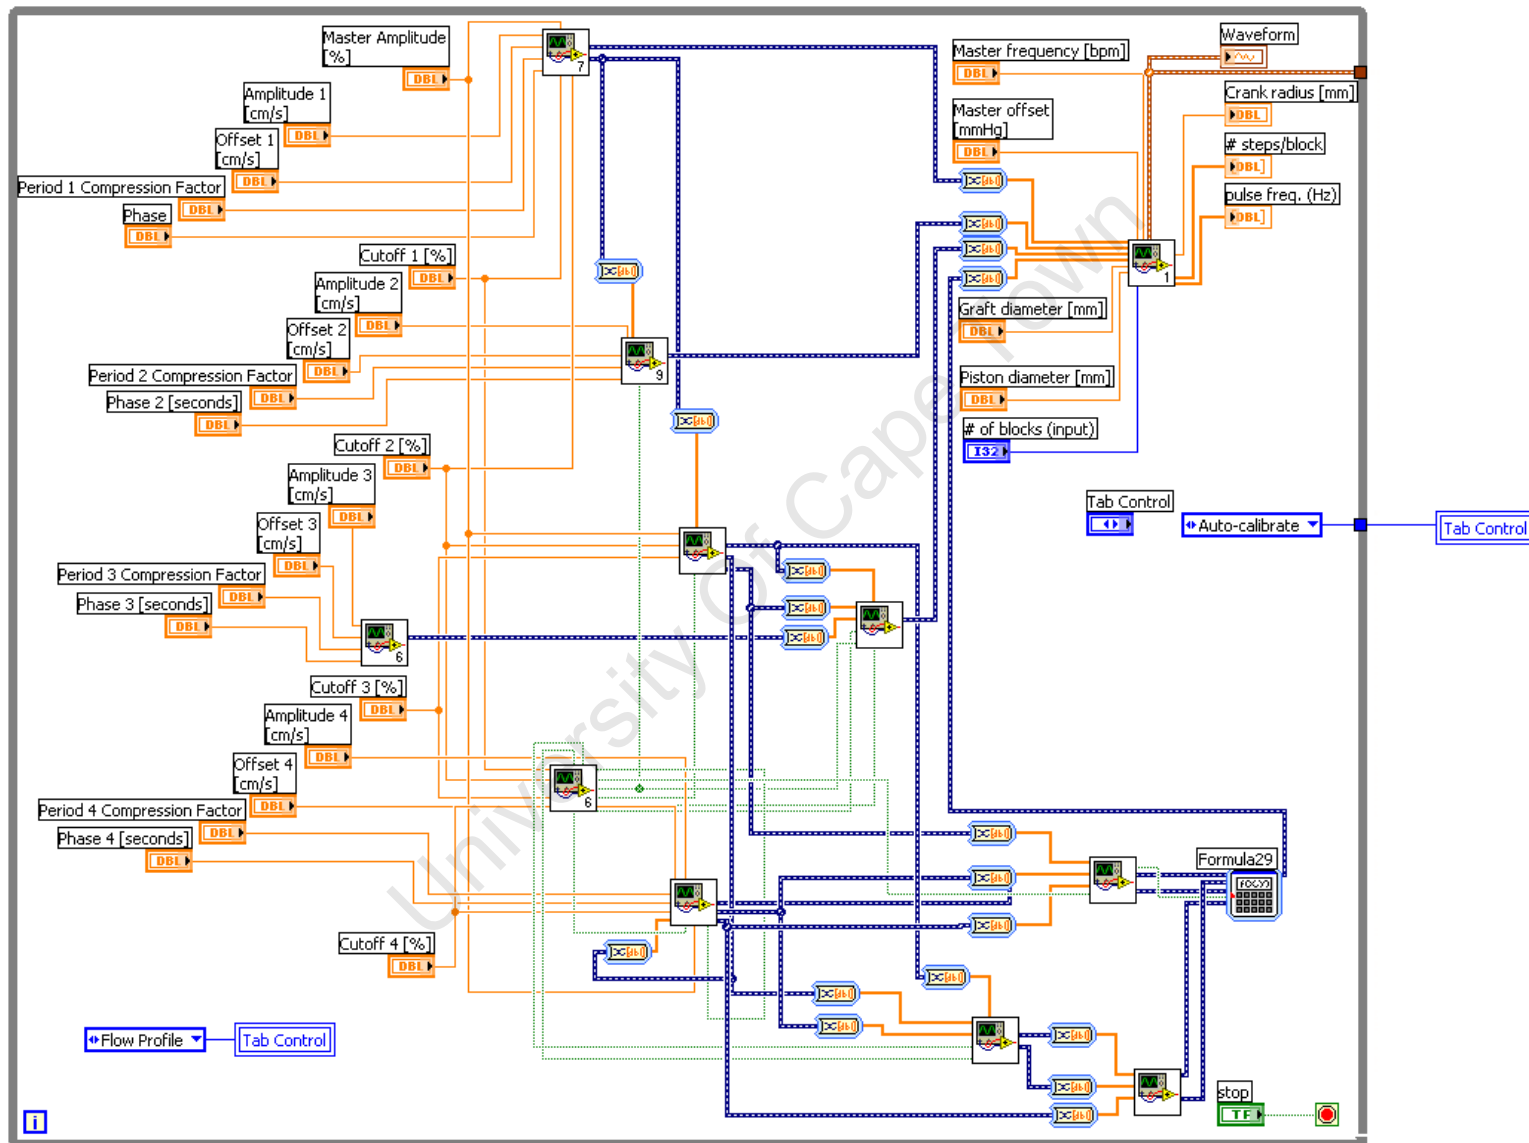 Master Amplitude
[%]
DBL
7
Amplitude 1
[cm/s]
DBL
Offset 1
[cm/s]
DBL
Period 1 Compression Factor
DBL
Phase
DBL
Cutoff 1 [%]
DBL
Amplitude 2
[cm/s]
DBL
Offset 2
[cm/s]
DBL
Period 2 Compression Factor
DBL
Phase 2 [seconds]
DBL
9
Cutoff 2 [%]
DBL
Amplitude 3
[cm/s]
DBL
Offset 3
[cm/s]
DBL
Period 3 Compression Factor
DBL
Phase 3 [seconds]
DBL
6
Cutoff 3 [%]
DBL
Amplitude 4
[cm/s]
DBL
Offset 4
[cm/s]
DBL
Period 4 Compression Factor
DBL
Phase 4 [seconds]
DBL
6
Cutoff 4 [%]
DBL
Flow Profile
Tab Control
i
Master frequency [bpm]
DBL
Master offset
[mmHg]
DBL
Waveform
Crank radius [mm]
DBL
# steps/block
DBL]
pulse freq. (Hz)
DBL]
1
Graft diameter [mm]
DBL
Piston diameter [mm]
DBL
# of blocks (input)
I32
Tab Control
Auto-calibrate
Tab Control
Formula29
stop
TF
University Of Cape Town